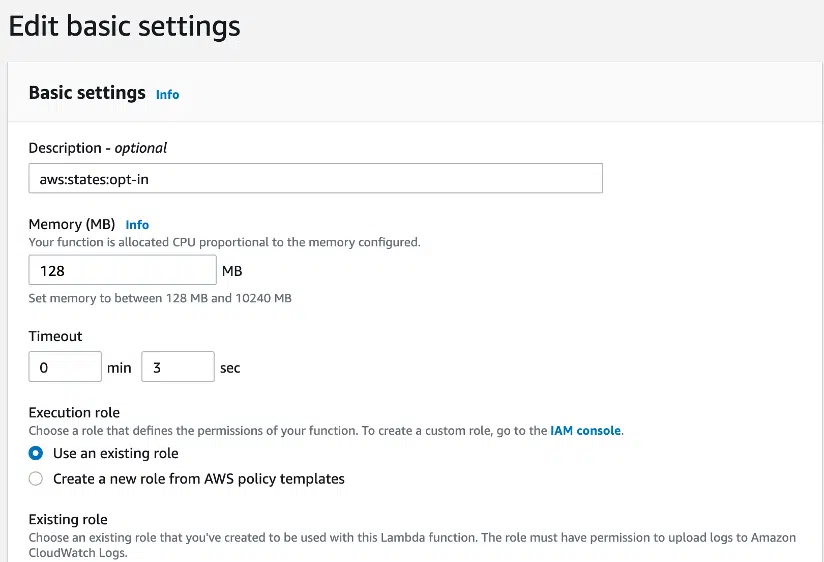 Edit basic settings
Basic settings Info
Description - optional
aws:states:opt-in
Memory (MB) Info
Your function is allocated CPU proportional to the memory configured.
128 MB
Set memory to between 128 MB and 10240 MB
Timeout
0 min 3 sec
Execution role
Choose a role that defines the permissions of your function. To create a custom role, go to the IAM console.
Use an existing role
Create a new role from AWS policy templates
Existing role
Choose an existing role that you've created to be used with this Lambda function. The role must have permission to upload logs to Amazon
CloudWatch Logs.